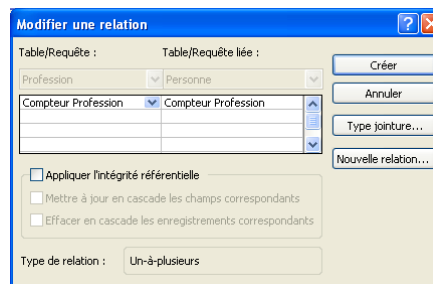 Modifier une relation
Table/Requête : Table/Requête liée :
Profession Personne
Compteur Profession Compteur Profession
Appliquer l'intégrité référentielle
Mettre à jour en cascade les champs correspondants
Effacer en cascade les enregistrements correspondants
Type de relation : Un-à-plusieurs
Créer
Annuler
Type jointure...
Nouvelle relation...